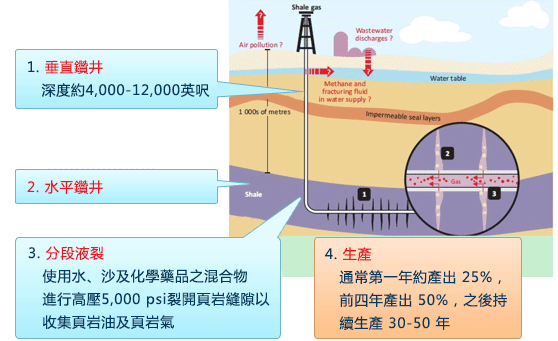 Shale gas
Air pollution ?
Wastewater
discharges ?
1. 垂直鑽井
深度約4,000-12,000英呎
Water table
Methane and
fracturing fluid
in water supply ?
1 000s of metres
Impermeable seal layers
2. 水平鑽井
Shale
1
2
Gas
3
3. 分段液裂
使用水、沙及化學藥品之混合物
進行高壓5,000 psi裂開頁岩縫隙以
收集頁岩油及頁岩氣
4. 生產
通常第一年約產出 25%，
前四年產出 50%，之後持
續生產 30-50 年